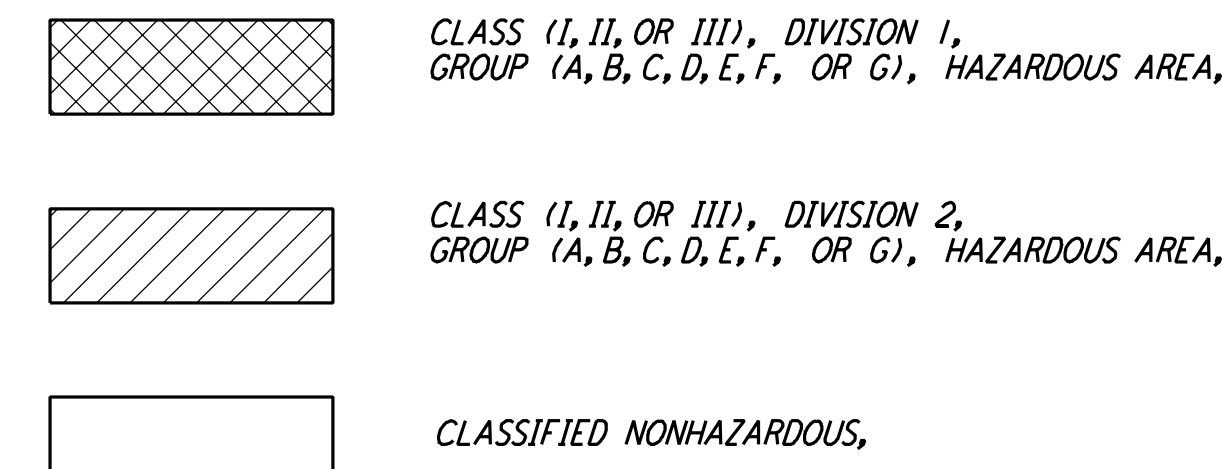 CLASS (I, II, OR III), DIVISION 1,
GROUP (A, B, C, D, E, F, OR G), HAZARDOUS AREA,
CLASS (I, II, OR III), DIVISION 2,
GROUP (A, B, C, D, E, F, OR G), HAZARDOUS AREA,
CLASSIFIED NONHAZARDOUS,